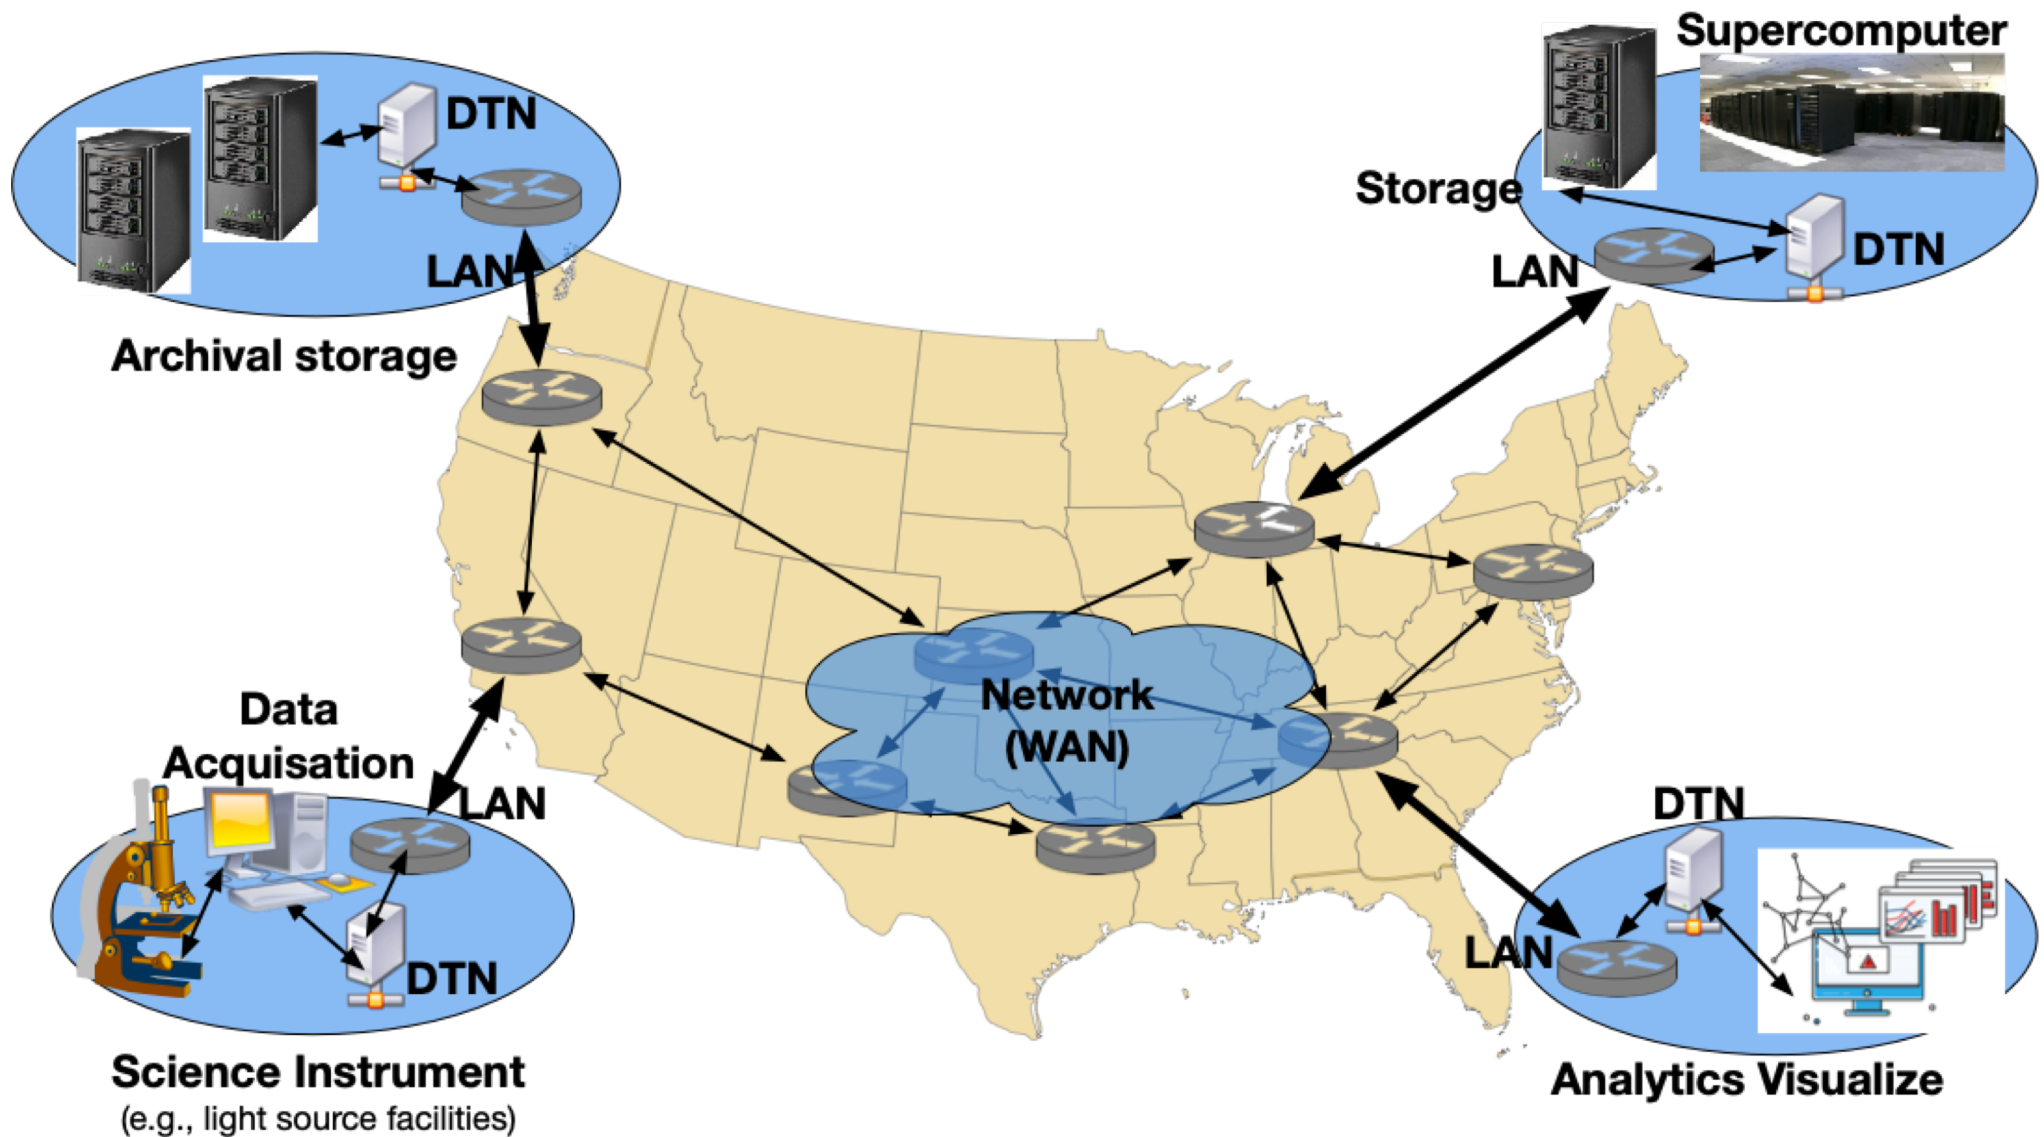 Supercomputer
DTN
Storage
DTN
LAN
LAN
Archival storage
Network
(WAN)
Data
Acquisation
LAN
DTN
LAN
DTN
Science Instrument
(e.g., light source facilities)
Analytics Visualize